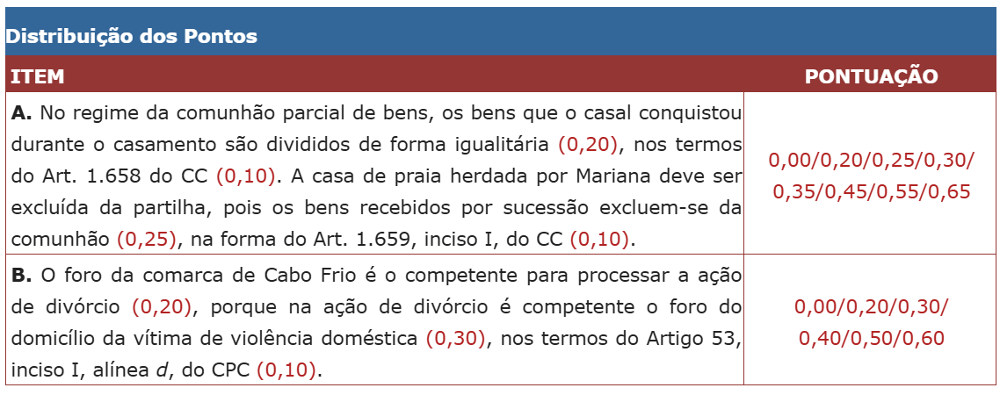 Distribuição dos Pontos
ITEM PONTUAÇÃO
A. No regime da comunhão parcial de bens, os bens que o casal conquistou
durante o casamento são divididos de forma igualitária (0,20), nos termos
do Art. 1.658 do CC (0,10). A casa de praia herdada por Mariana deve ser
excluída da partilha, pois os bens recebidos por sucessão excluem-se da
comunhão (0,25), na forma do Art. 1.659, inciso I, do CC (0,10).
0,00/0,20/0,25/0,30/
0,35/0,45/0,55/0,65
B. O foro da comarca de Cabo Frio é o competente para processar a ação
de divórcio (0,20), porque na ação de divórcio é competente o foro do
domicílio da vítima de violência doméstica (0,30), nos termos do Artigo 53,
inciso I, alínea d, do CPC (0,10).
0,00/0,20/0,30/
0,40/0,50/0,60